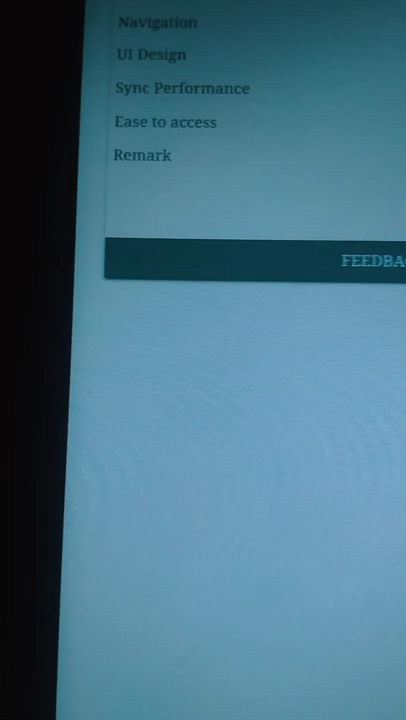 Navigation
UI Design
Sync Performance
Ease to access
Remark